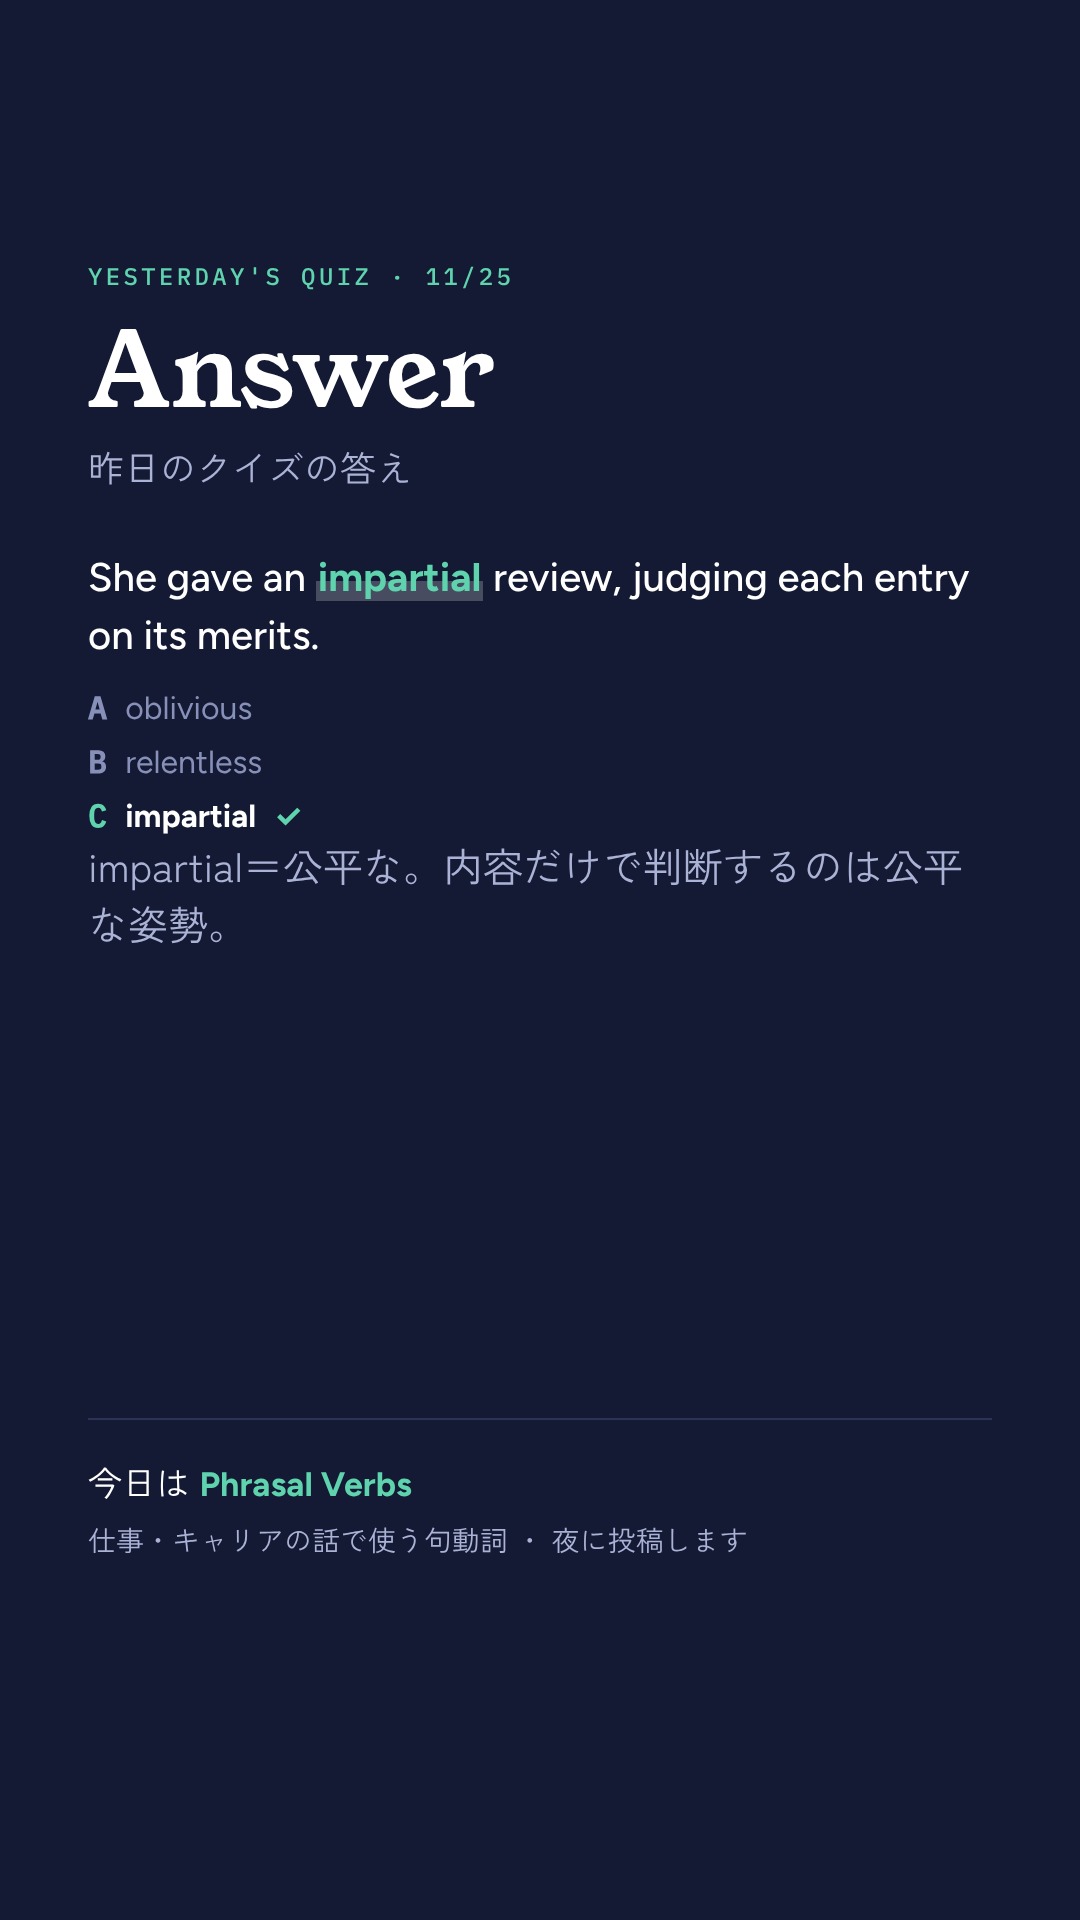 YESTERDAY'S QUIZ · 11/25
Answer
昨日のクイズの答え
She gave an impartial review, judging each entry
on its merits.
A oblivious
B relentless
C impartial ✓
impartial＝公平な。内容だけで判断するのは公平
な姿勢。
今日は Phrasal Verbs
仕事・キャリアの話で使う句動詞 ・ 夜に投稿します